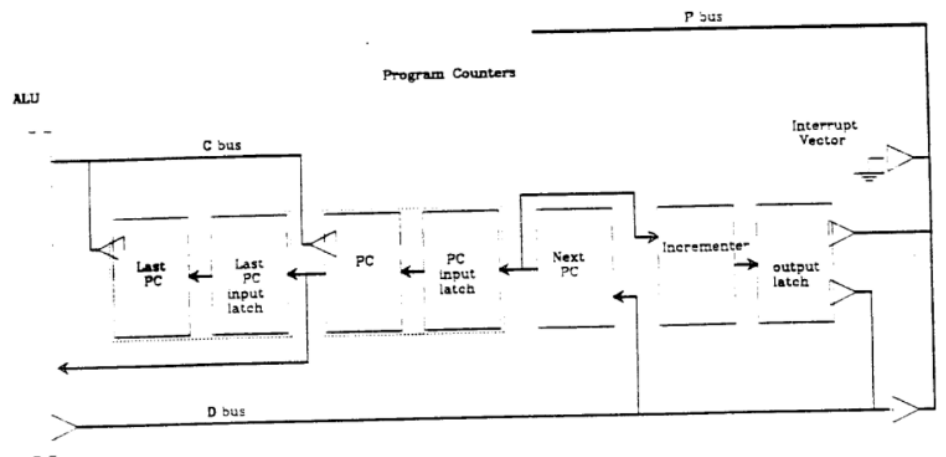 P bus
Program Counters
ALU
Interrupt
Vector
C bus
Last
PC
Last
PC
input
latch
PC
PC
input
latch
Next
PC
Incrementer
output
latch
D bus